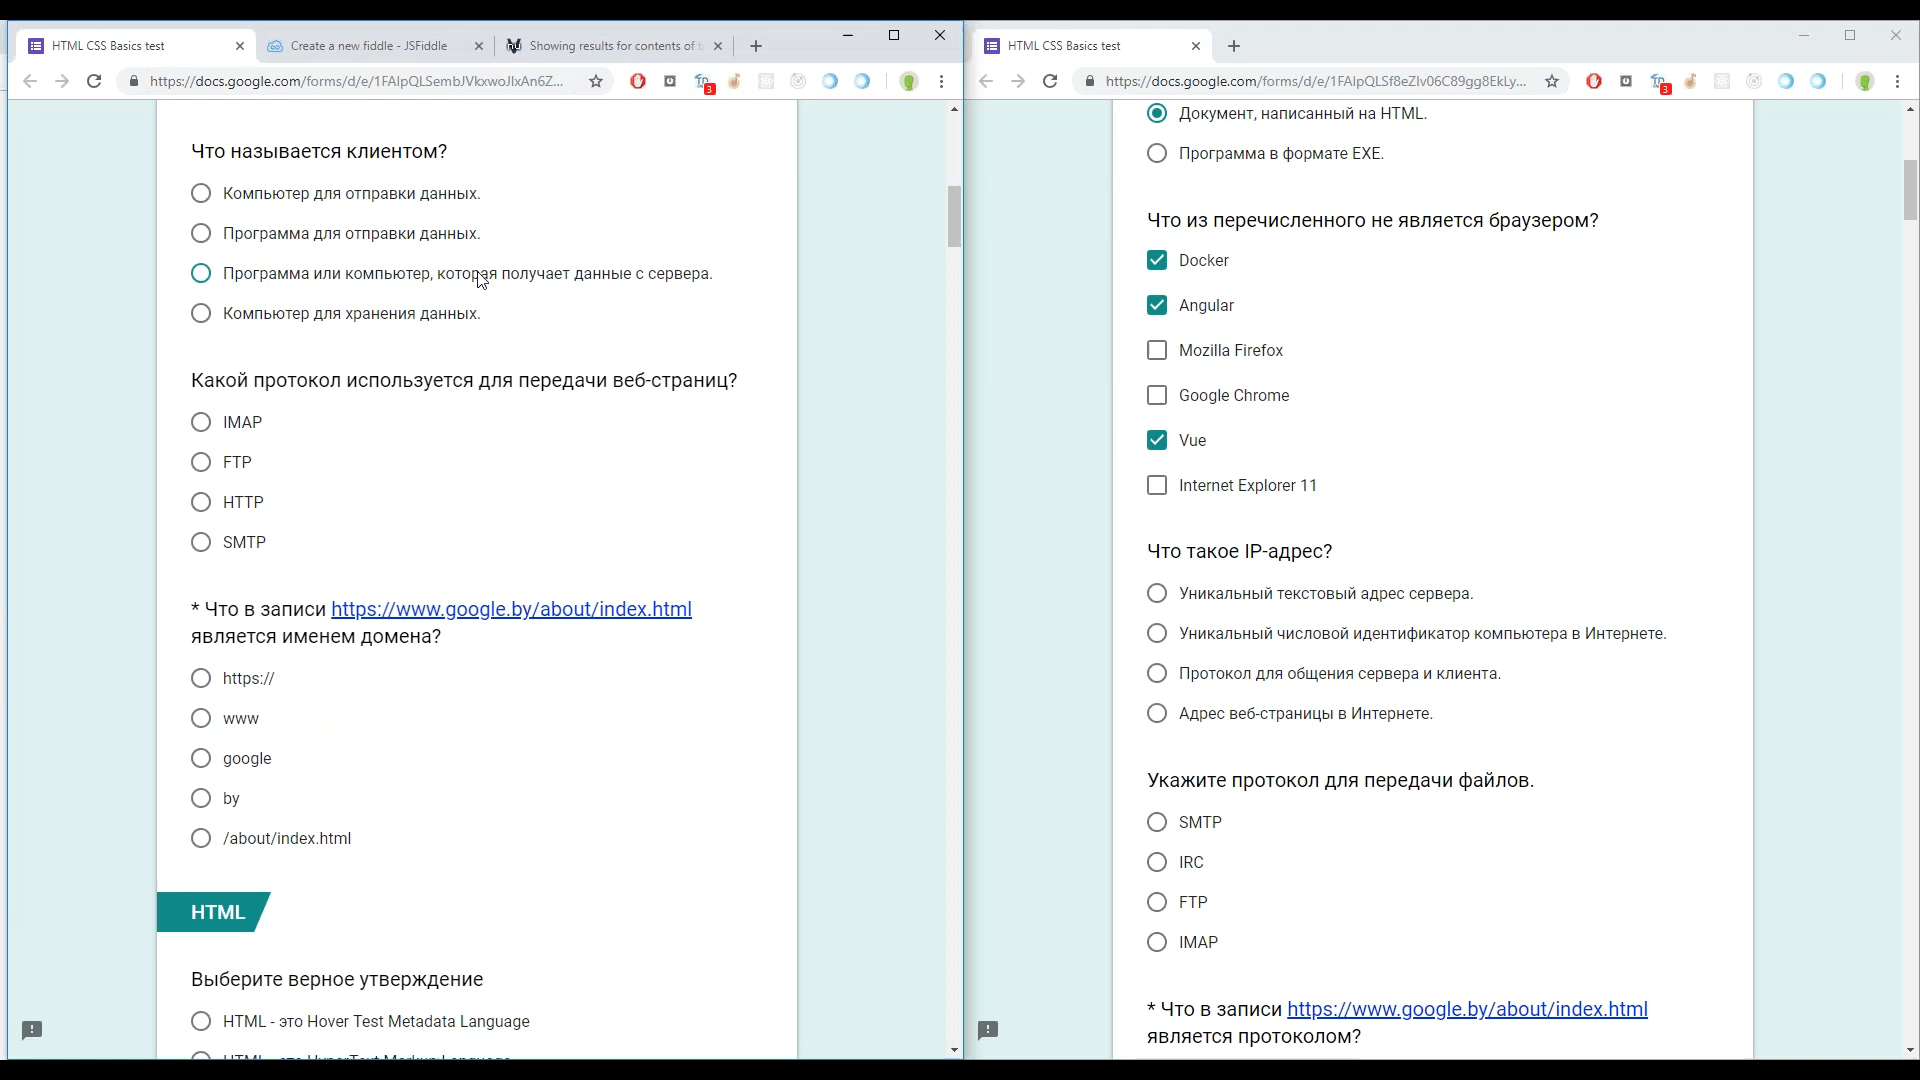 HTML CSS Basics test
Create a new fiddle - JSFiddle
Showing results for contents of
https://docs.google.com/forms/d/e/1FAIpQLSembJVkxwoJIxAn6Z...
3
Что называется клиентом?
Компьютер для отправки данных.
Программа для отправки данных.
Программа или компьютер, которая получает данные с сервера.
Компьютер для хранения данных.
Какой протокол используется для передачи веб-страниц?
IMAP
FTP
HTTP
SMTP
* Что в записи https://www.google.by/about/index.html
является именем домена?
https://
www
google
by
/about/index.html
HTML
Выберите верное утверждение
HTML - это Hover Test Metadata Language
HTML - это HyperText Markup Language
HTML CSS Basics test
https://docs.google.com/forms/d/e/1FAIpQLSf8eZIv06C89gg8EkLy...
3
Документ, написанный на HTML.
Программа в формате EXE.
Что из перечисленного не является браузером?
Docker
Angular
Mozilla Firefox
Google Chrome
Vue
Internet Explorer 11
Что такое IP-адрес?
Уникальный текстовый адрес сервера.
Уникальный числовой идентификатор компьютера в Интернете.
Протокол для общения сервера и клиента.
Адрес веб-страницы в Интернете.
Укажите протокол для передачи файлов.
SMTP
IRC
FTP
IMAP
* Что в записи https://www.google.by/about/index.html
является протоколом?